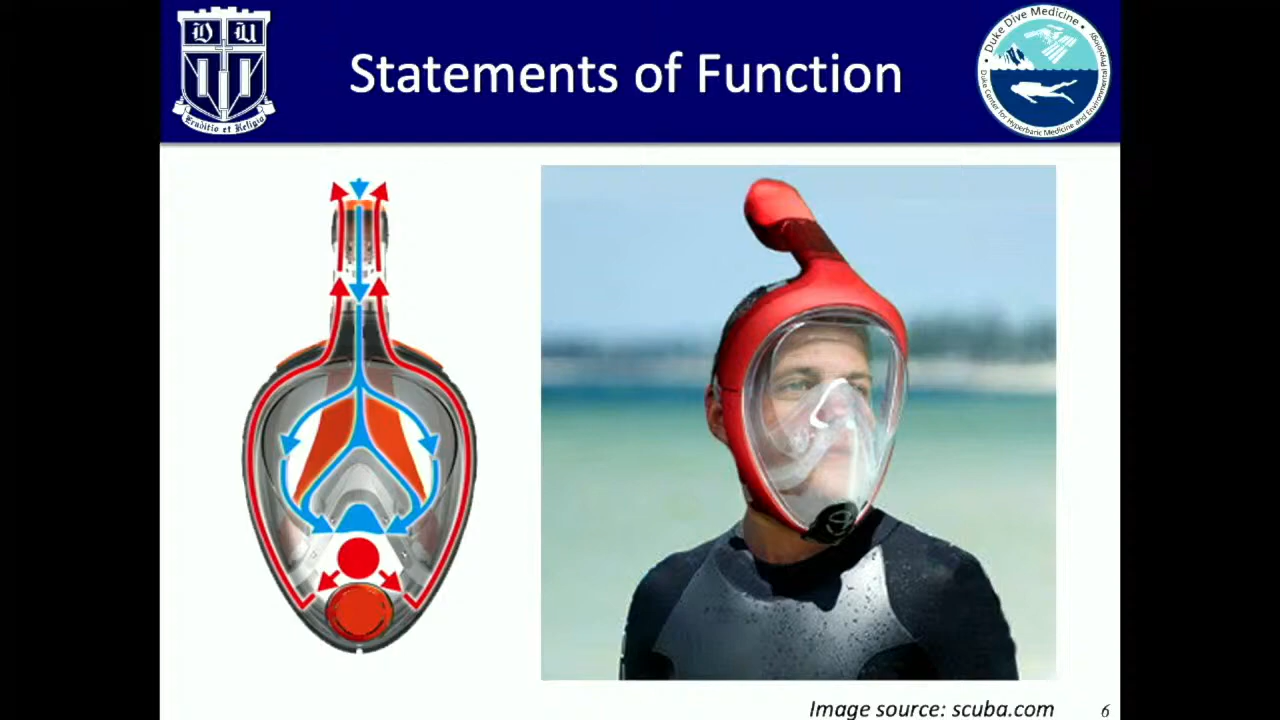 D U
Eruditio et Religio
Statements of Function
Duke Dive Medicine
Duke Center for Hyperbaric Medicine and Environmental Physiology
Image source: scuba.com
6